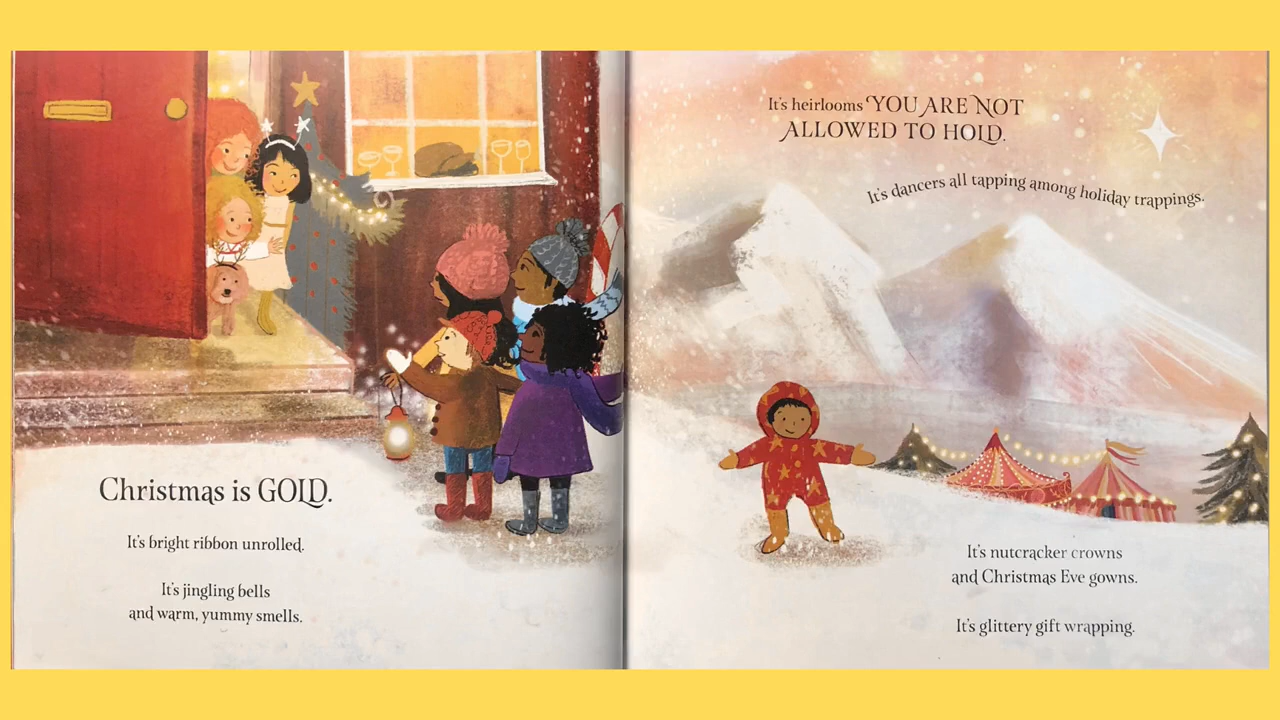 Christmas is GOLD.
It's bright ribbon unrolled.
It's jingling bells
and warm, yummy smells.
It's heirlooms YOU ARE NOT
ALLOWED TO HOLD.
It's dancers all tapping among holiday trappings.
It's nutcracker crowns
and Christmas Eve gowns.
It's glittery gift wrapping.